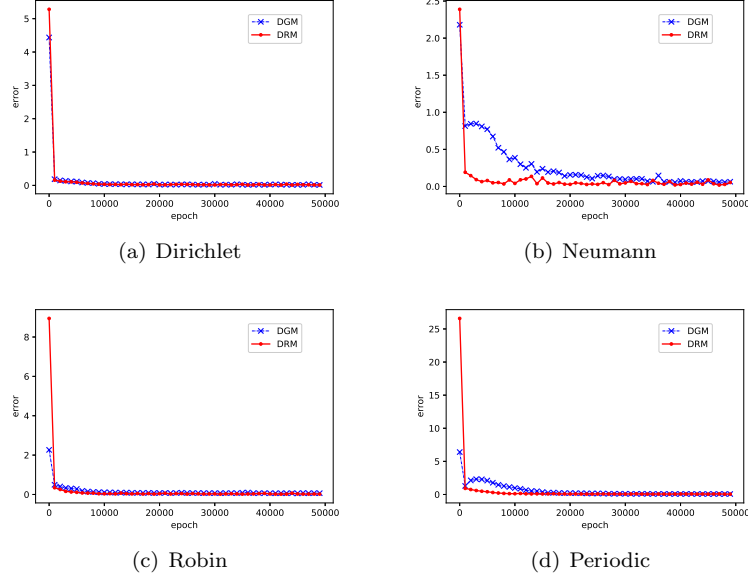 5
4
3
2
1
0
error
0
10000
20000
30000
40000
50000
epoch
DGM
DRM
(a) Dirichlet
2.5
2.0
1.5
1.0
0.5
0.0
error
0
10000
20000
30000
40000
50000
epoch
DGM
DRM
(b) Neumann
8
6
4
2
0
error
0
10000
20000
30000
40000
50000
epoch
DGM
DRM
(c) Robin
25
20
15
10
5
0
error
0
10000
20000
30000
40000
50000
epoch
DGM
DRM
(d) Periodic